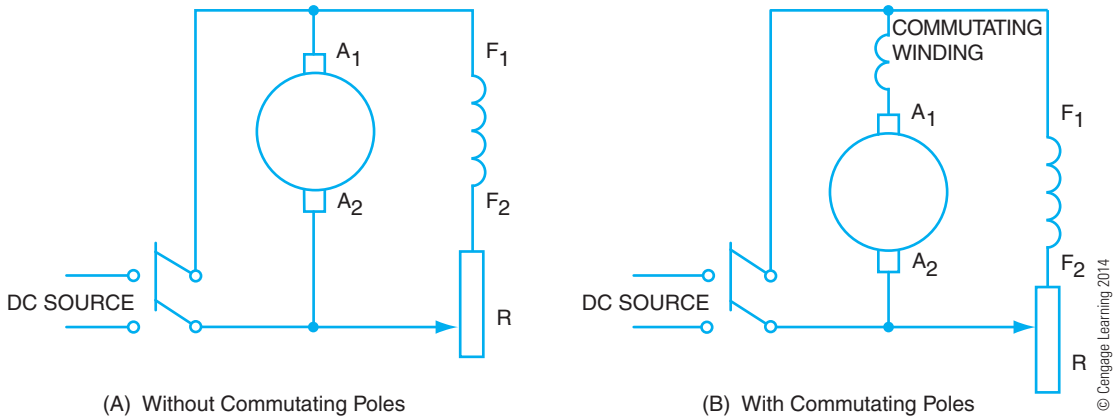 A1
F1
A2
F2
DC SOURCE
R
(A) Without Commutating Poles
COMMUTATING
WINDING
A1
F1
A2
F2
DC SOURCE
R
(B) With Commutating Poles
© Cengage Learning 2014